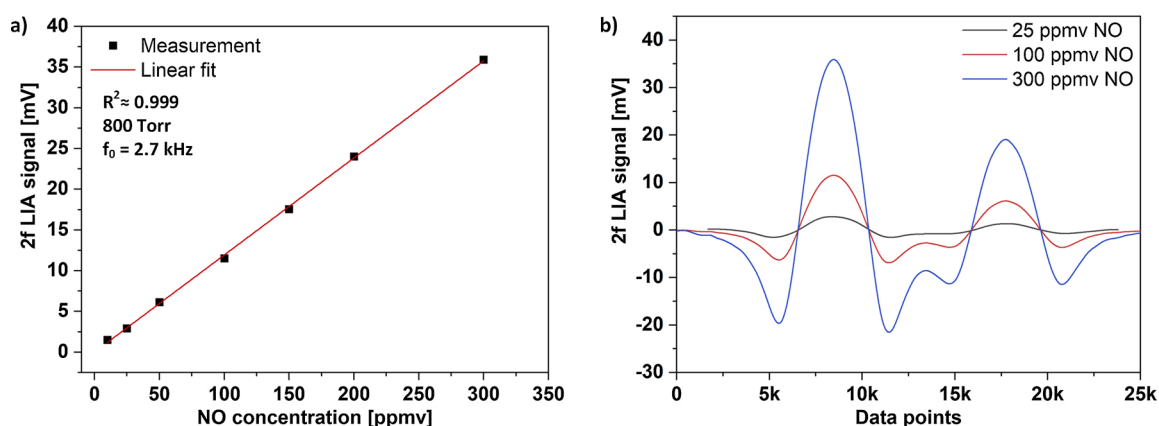 a)
40
35
30
25
20
15
10
5
0
2f LIA signal [mV]
Measurement
Linear fit
R²≈ 0.999
800 Torr
f₀ = 2.7 kHz
0 50 100 150 200 250 300 350
NO concentration [ppmv]
b)
40
30
20
10
0
-10
-20
-30
2f LIA signal [mV]
25 ppmv NO
100 ppmv NO
300 ppmv NO
0 5k 10k 15k 20k 25k
Data points